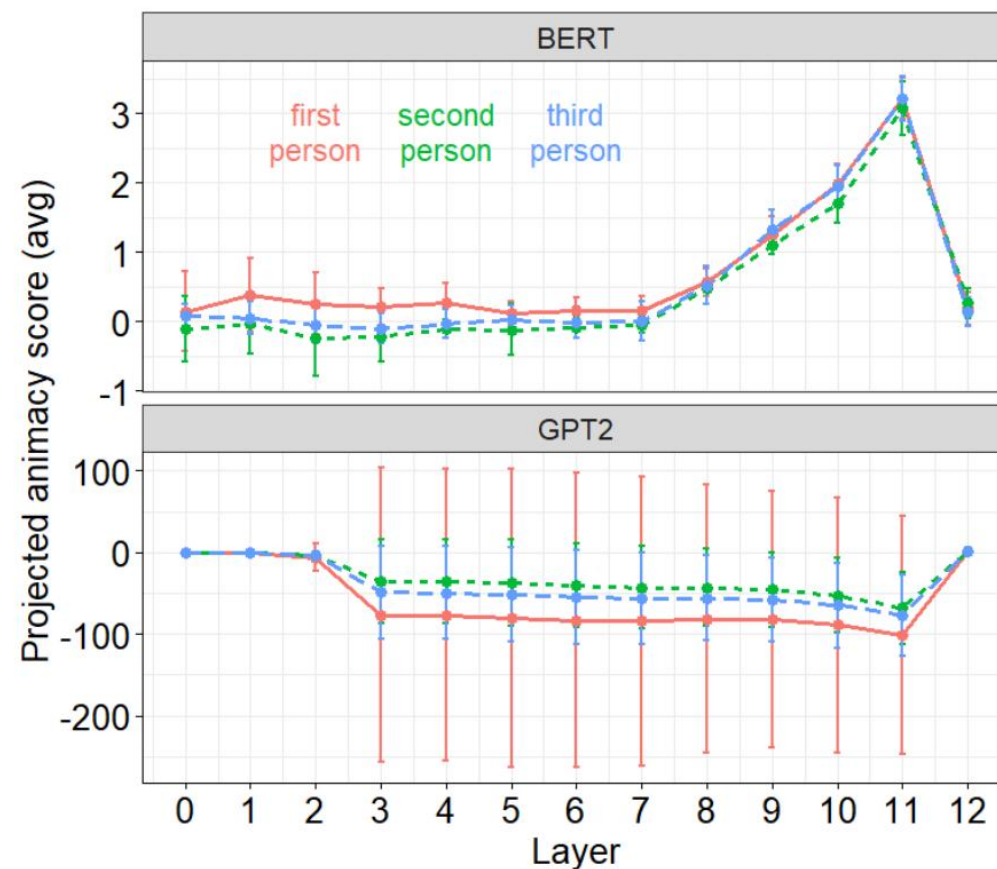 BERT
first second third
person person person
3
2
1
0
-1
Projected animacy score (avg)
GPT2
100
0
-100
-200
0 1 2 3 4 5 6 7 8 9 10 11 12
Layer